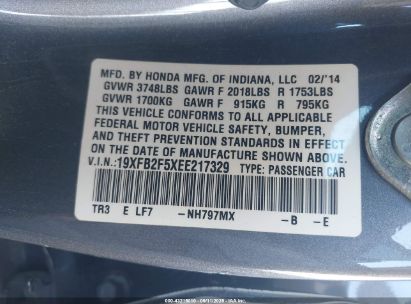 MFD. BY HONDA MFG. OF INDIANA, LLC 02/'14
GVWR 3748LBS GAWR F 2018LBS R 1753LBS
GVWR 1700KG GAWR F 915KG R 795KG
THIS VEHICLE CONFORMS TO ALL APPLICABLE
FEDERAL MOTOR VEHICLE SAFETY, BUMPER,
AND THEFT PREVENTION STANDARDS IN EFFECT ON THE
DATE OF MANUFACTURE SHOWN ABOVE.
V.I.N.: 19XFB2F5XEE217329 TYPE: PASSENGER CAR
TR3 E LF7 -NH797MX -B -E